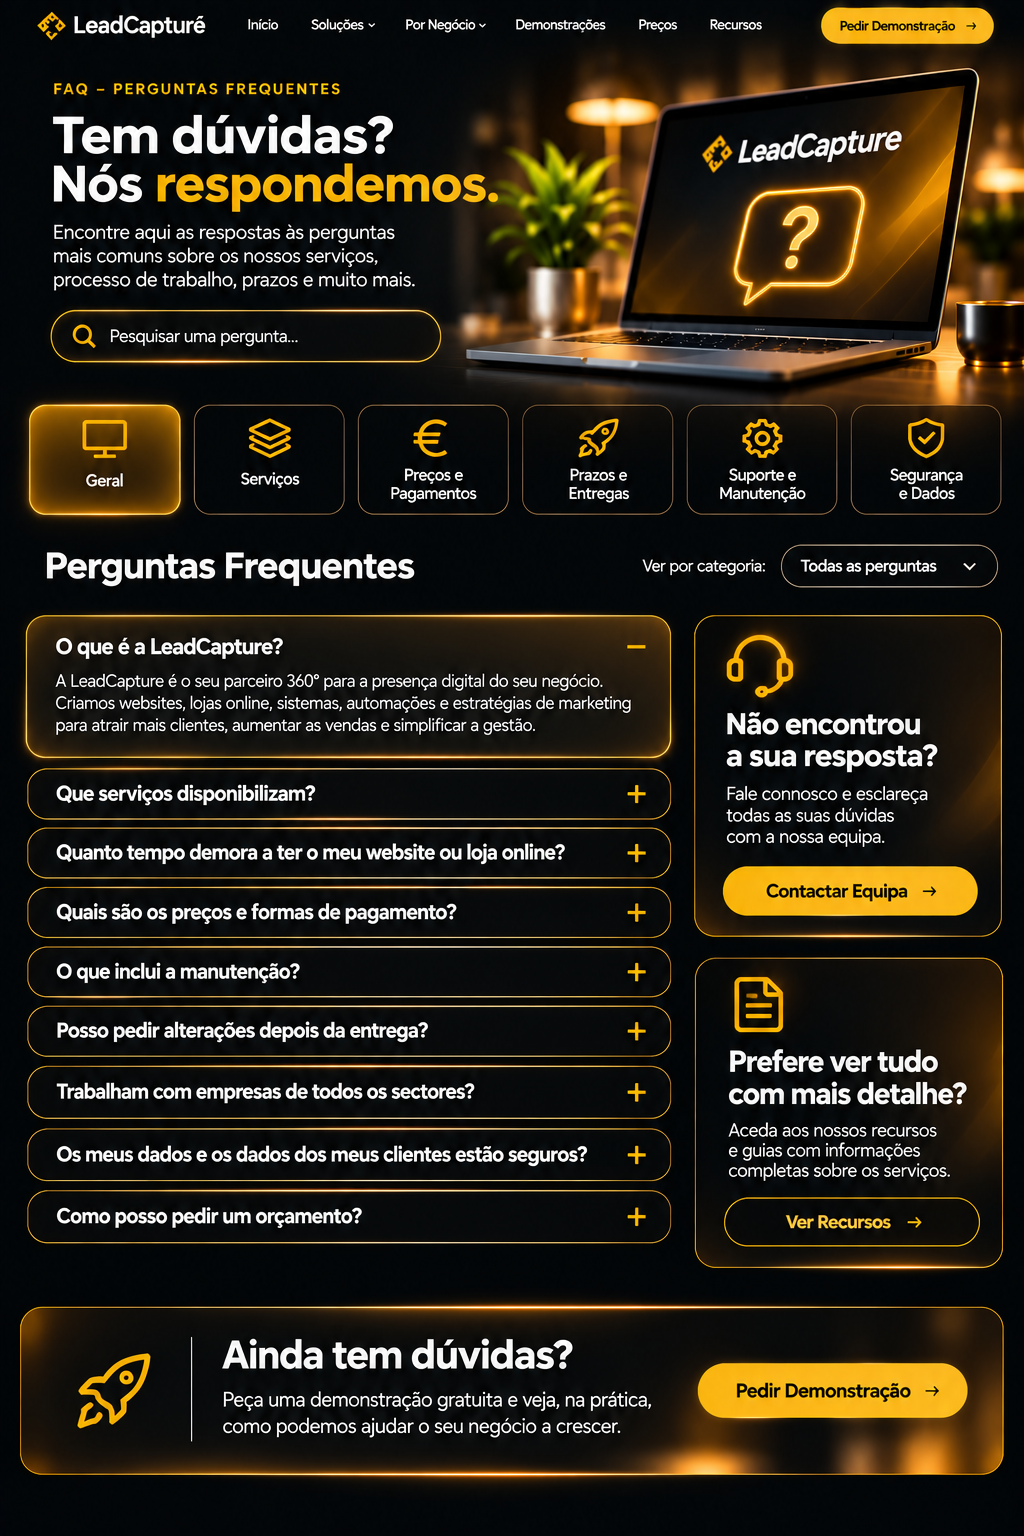 LeadCapturé
Início
Soluções
Por Negócio
Demonstrações
Preços
Recursos
Pedir Demonstração →
FAQ – PERGUNTAS FREQUENTES
Tem dúvidas?
Nós respondemos.
Encontre aqui as respostas às perguntas
mais comuns sobre os nossos serviços,
processo de trabalho, prazos e muito mais.
Pesquisar uma pergunta...
LeadCapture
?
Geral
Serviços
€
Preços e
Pagamentos
Prazos e
Entregas
Suporte e
Manutenção
Segurança
e Dados
Perguntas Frequentes
Ver por categoria:
Todas as perguntas
O que é a LeadCapture?
A LeadCapture é o seu parceiro 360° para a presença digital do seu negócio.
Criamos websites, lojas online, sistemas, automações e estratégias de marketing
para atrair mais clientes, aumentar as vendas e simplificar a gestão.
Que serviços disponibilizam?
Quanto tempo demora a ter o meu website ou loja online?
Quais são os preços e formas de pagamento?
O que inclui a manutenção?
Posso pedir alterações depois da entrega?
Trabalham com empresas de todos os sectores?
Os meus dados e os dados dos meus clientes estão seguros?
Como posso pedir um orçamento?
Não encontrou
a sua resposta?
Fale connosco e esclareça
todas as suas dúvidas
com a nossa equipa.
Contactar Equipa →
Prefere ver tudo
com mais detalhe?
Aceda aos nossos recursos
e guias com informações
completas sobre os serviços.
Ver Recursos →
Ainda tem dúvidas?
Peça uma demonstração gratuita e veja, na prática,
como podemos ajudar o seu negócio a crescer.
Pedir Demonstração →